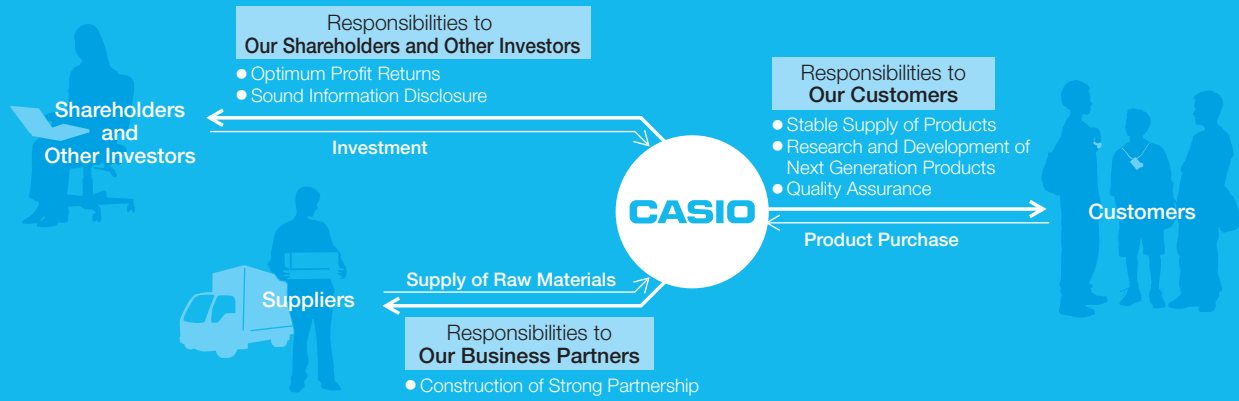 Responsibilities to
Our Shareholders and Other Investors
● Optimum Profit Returns
● Sound Information Disclosure
Shareholders
and
Other Investors
Investment
Responsibilities to
Our Customers
● Stable Supply of Products
● Research and Development of
Next Generation Products
● Quality Assurance
CASIO
Customers
Product Purchase
Supply of Raw Materials
Suppliers
Responsibilities to
Our Business Partners
● Construction of Strong Partnership